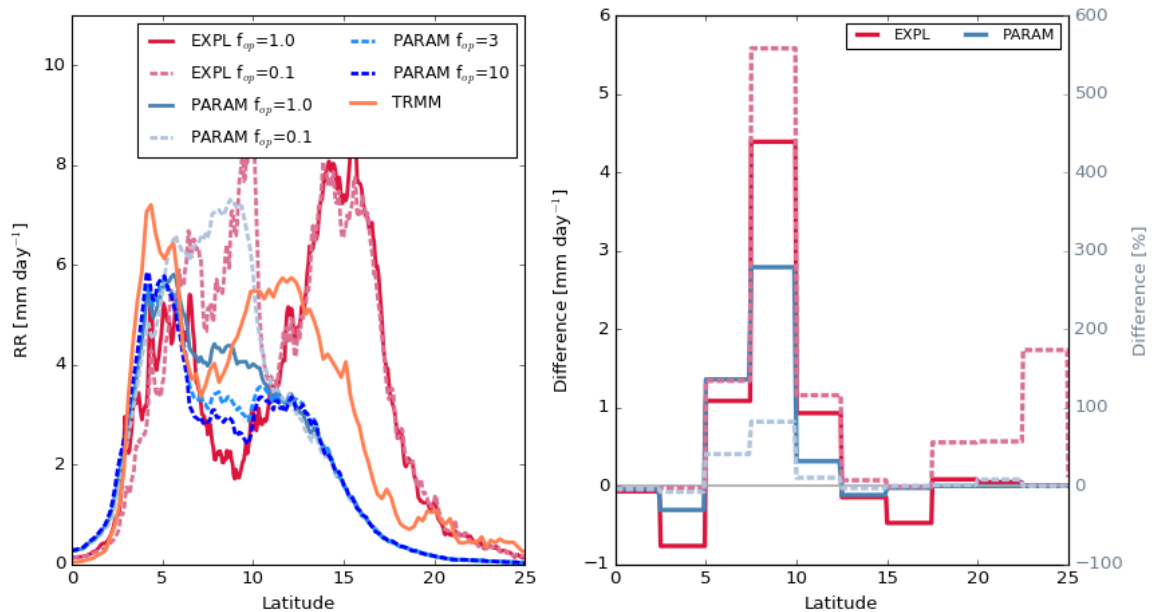 EXPL f_op=1.0
EXPL f_op=0.1
PARAM f_op=1.0
PARAM f_op=0.1
PARAM f_op=3
PARAM f_op=10
TRMM
10
8
6
4
2
0
RR [mm day⁻¹]
0 5 10 15 20 25
Latitude
EXPL PARAM
6
5
4
3
2
1
0
−1
Difference [mm day⁻¹]
600
500
400
300
200
100
0
−100
Difference [%]
0 5 10 15 20 25
Latitude